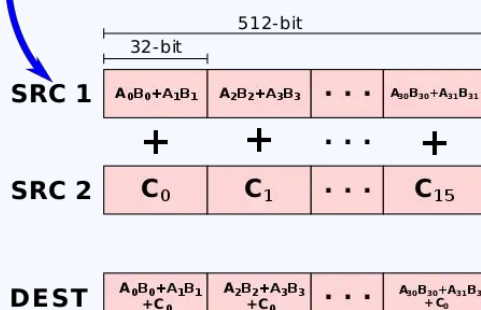 512-bit
32-bit
SRC 1 A₀B₀+A₁B₁ A₂B₂+A₃B₃ · · · A₃₀B₃₀+A₃₁B₃₁
+ + · · · +
SRC 2 C₀ C₁ · · · C₁₅
DEST A₀B₀+A₁B₁ A₂B₂+A₃B₃ · · · A₃₀B₃₀+A₃₁B₃
+C₀ +C₀ +C₀